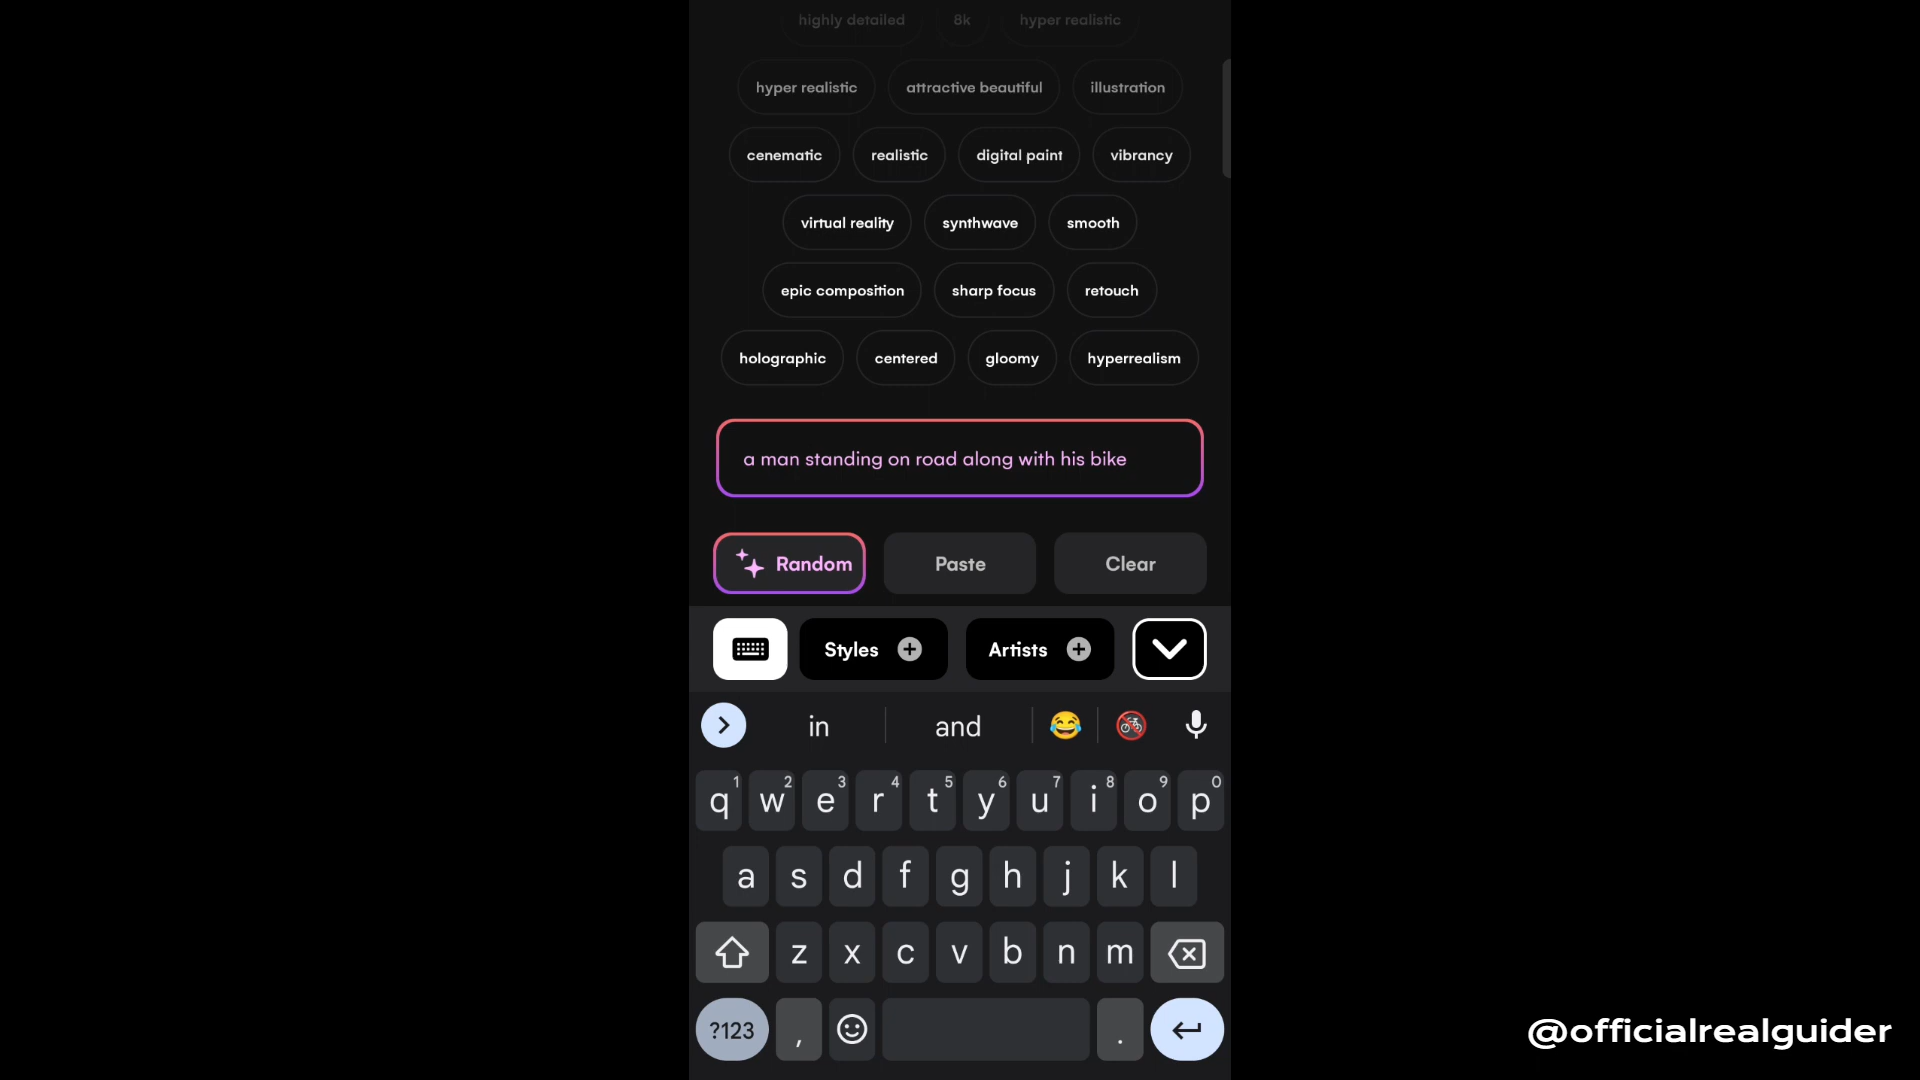 highly detailed 8k hyper realistic
hyper realistic attractive beautiful illustration
cenematic realistic digital paint vibrancy
virtual reality synthwave smooth
epic composition sharp focus retouch
holographic centered gloomy hyperrealism
a man standing on road along with his bike
Random Paste Clear
Styles Artists
in and
1 2 3 4 5 6 7 8 9 0
q w e r t y u i o p
a s d f g h j k l
z x c v b n m
?123 , .
@officialrealguider